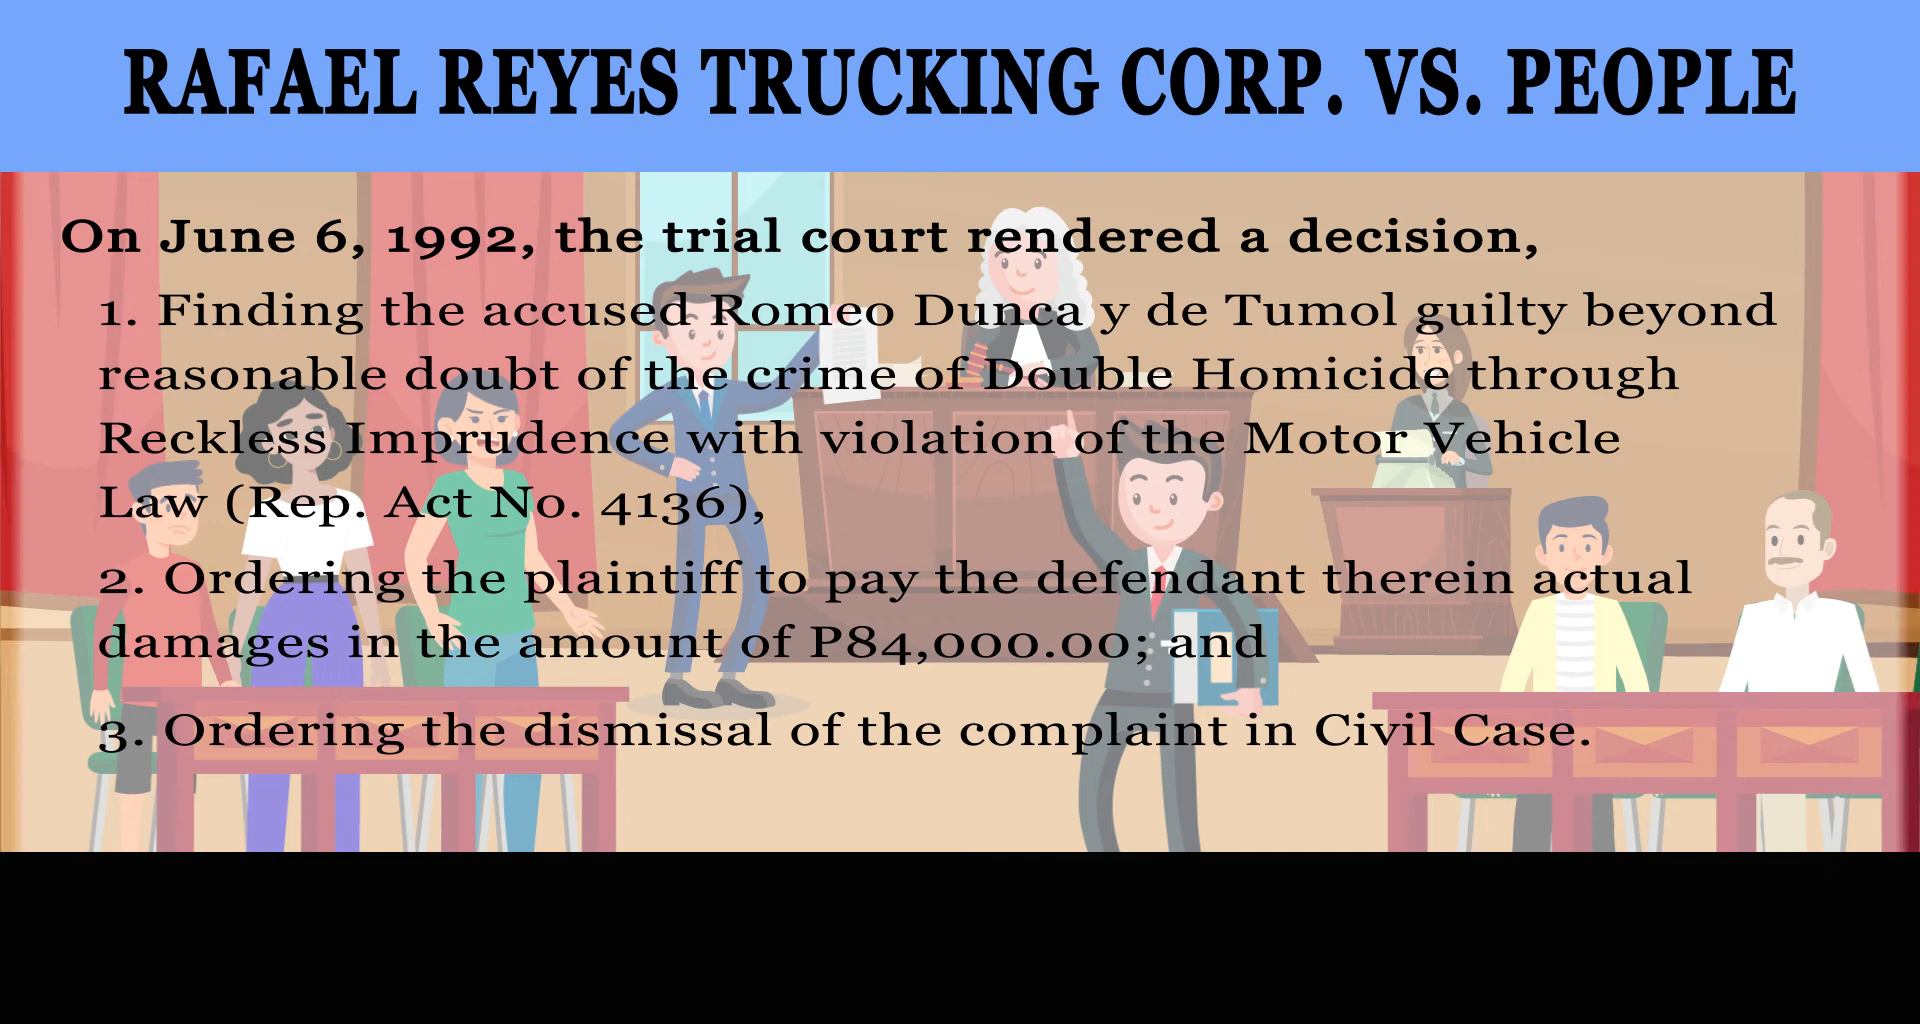 RAFAEL REYES TRUCKING CORP. VS. PEOPLE
On June 6, 1992, the trial court rendered a decision,
1. Finding the accused Romeo Dunca y de Tumol guilty beyond
reasonable doubt of the crime of Double Homicide through
Reckless Imprudence with violation of the Motor Vehicle
Law (Rep. Act No. 4136),
2. Ordering the plaintiff to pay the defendant therein actual
damages in the amount of P84,000.00; and
3. Ordering the dismissal of the complaint in Civil Case.